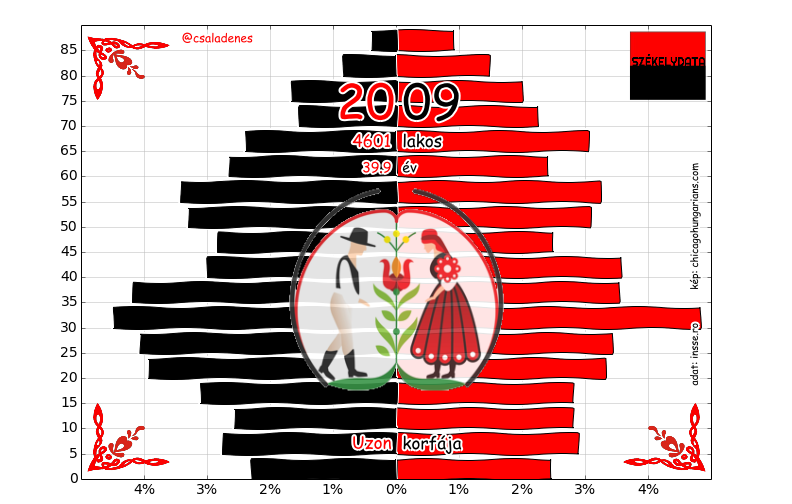 @csaladenes
SZÉKELYDATA
2009
4601 lakos
39.9 év
Uzon korfája
kép: chicagohungarians.com
adat: insse.ro
85
80
75
70
65
60
55
50
45
40
35
30
25
20
15
10
5
0
4% 3% 2% 1% 0% 1% 2% 3% 4%